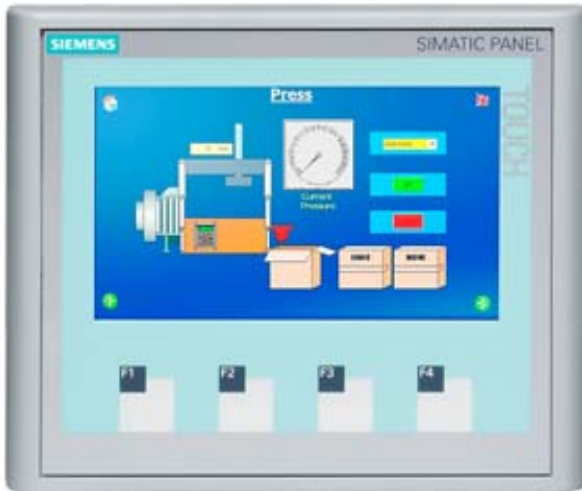 SIEMENS
SIMATIC PANEL
TOUCH
Press
Current
Pressure
F1
F2
F3
F4